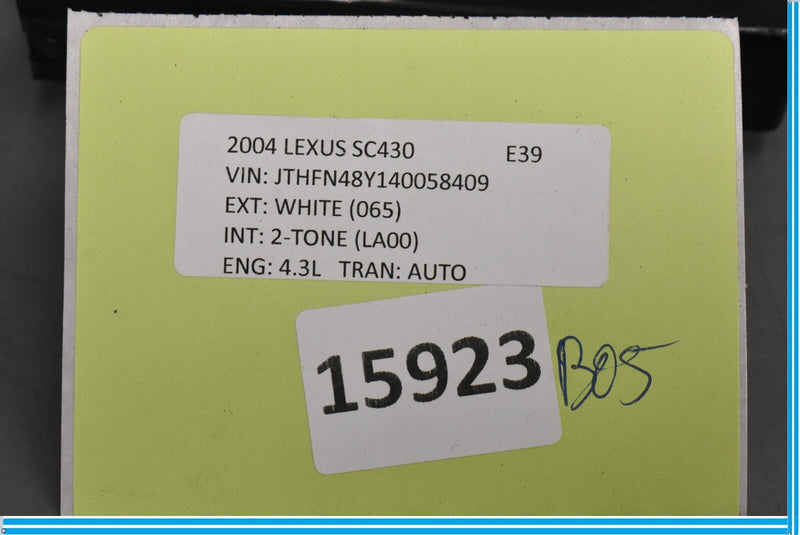 2004 LEXUS SC430 E39
VIN: JTHFN48Y140058409
EXT: WHITE (065)
INT: 2-TONE (LA00)
ENG: 4.3L TRAN: AUTO
15923 B05